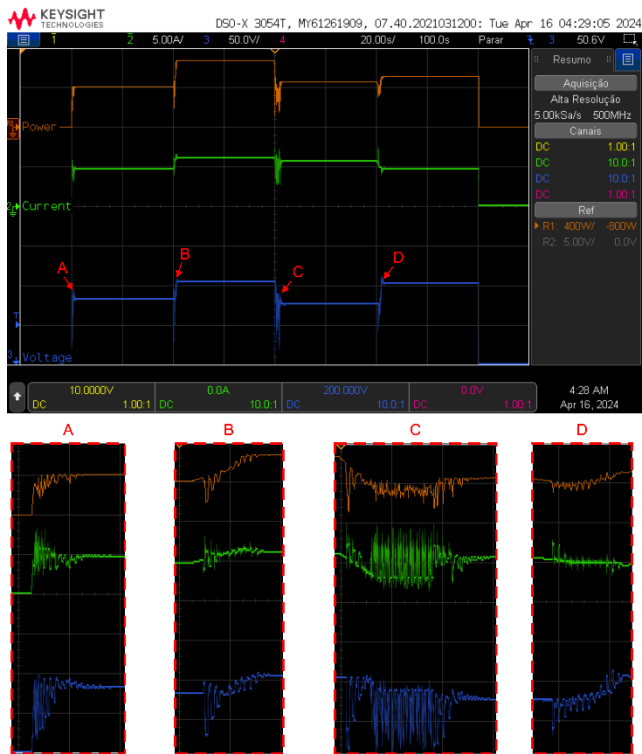 KEYSIGHT
TECHNOLOGIES
DSO-X 3054T, MY61261909, 07.40.2021031200: Tue Apr 16 04:29:05 2024
1 2 5.00A/ 3 50.0V/ 4 20.00s/ 100.0s Parar 3 50.6V
Resumo
Aquisição
Alta Resolução
5.00kSa/s 500MHz
Canais
DC 1.00:1
DC 10.0:1
DC 10.0:1
DC 1.00:1
Ref
R1: 400W/ -800W
R2: 5.00V/ 0.0V
Power
2 Current
A
B
C
D
T
3 Voltage
10.0000V 0.0A 200.000V 0.0V
DC 1.00:1 DC 10.0:1 DC 10.0:1 DC 1.00:1
4:28 AM
Apr 16, 2024
A B C D